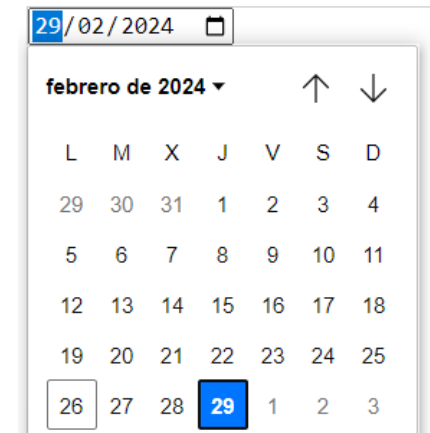 29/02/2024
febrero de 2024
L M X J V S D
29 30 31 1 2 3 4
5 6 7 8 9 10 11
12 13 14 15 16 17 18
19 20 21 22 23 24 25
26 27 28 29 1 2 3